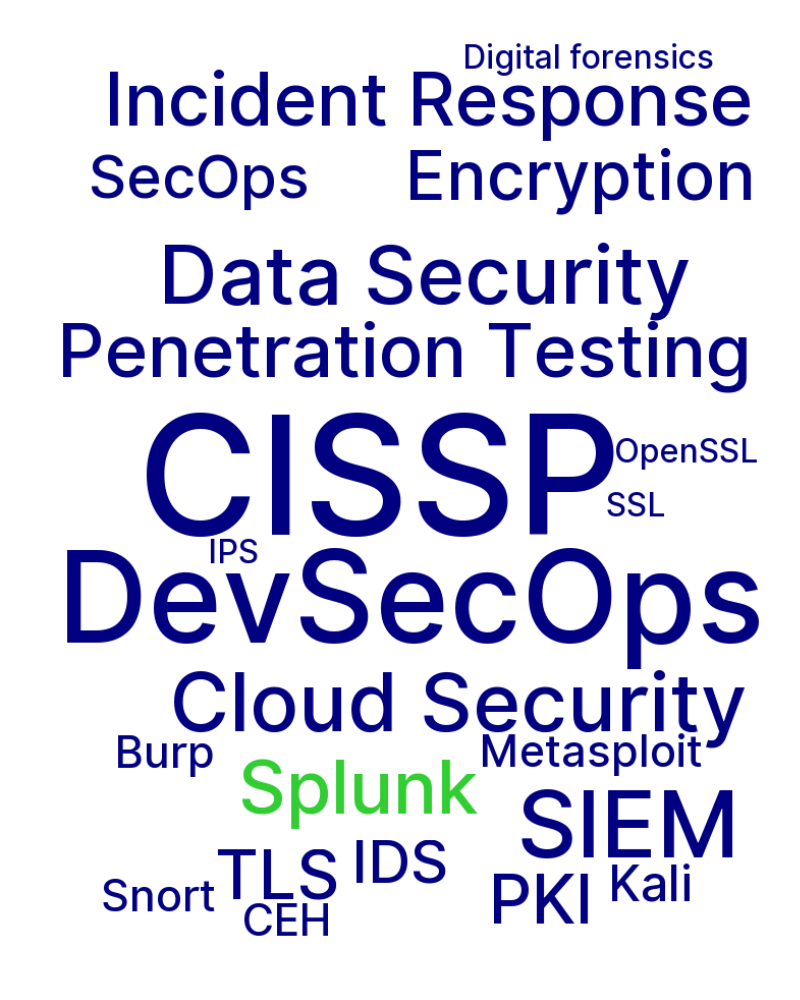 Digital forensics
Incident Response
SecOps
Encryption
Data Security
Penetration Testing
CISSP
OpenSSL
SSL
IPS
DevSecOps
Cloud Security
Burp
Metasploit
Splunk
SIEM
TLS
IDS
Snort
PKI
Kali
CEH